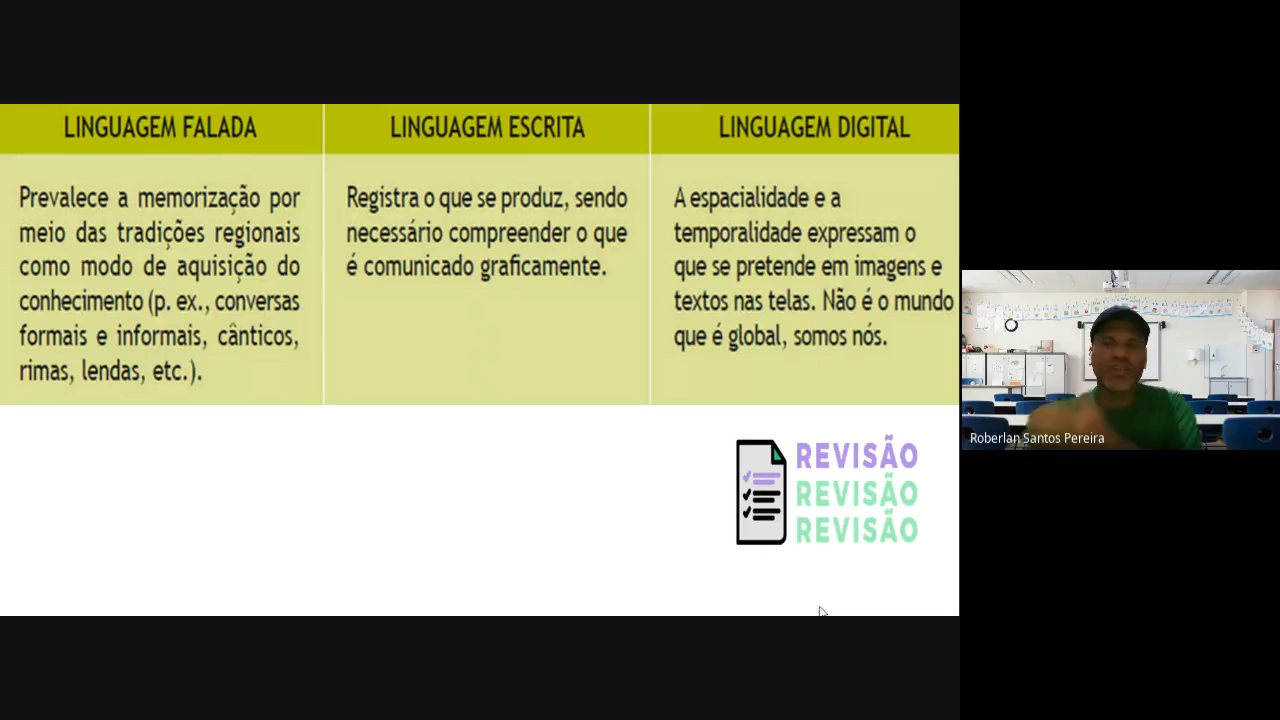 LINGUAGEM FALADA
Prevalece a memorização por
meio das tradições regionais
como modo de aquisição do
conhecimento (p. ex., conversas
formais e informais, cânticos,
rimas, lendas, etc.).
LINGUAGEM ESCRITA
Registra o que se produz, sendo
necessário compreender o que
é comunicado graficamente.
LINGUAGEM DIGITAL
A espacialidade e a
temporalidade expressam o
que se pretende em imagens e
textos nas telas. Não é o mundo
que é global, somos nós.
REVISÃO
REVISÃO
REVISÃO
Roberlan Santos Pereira